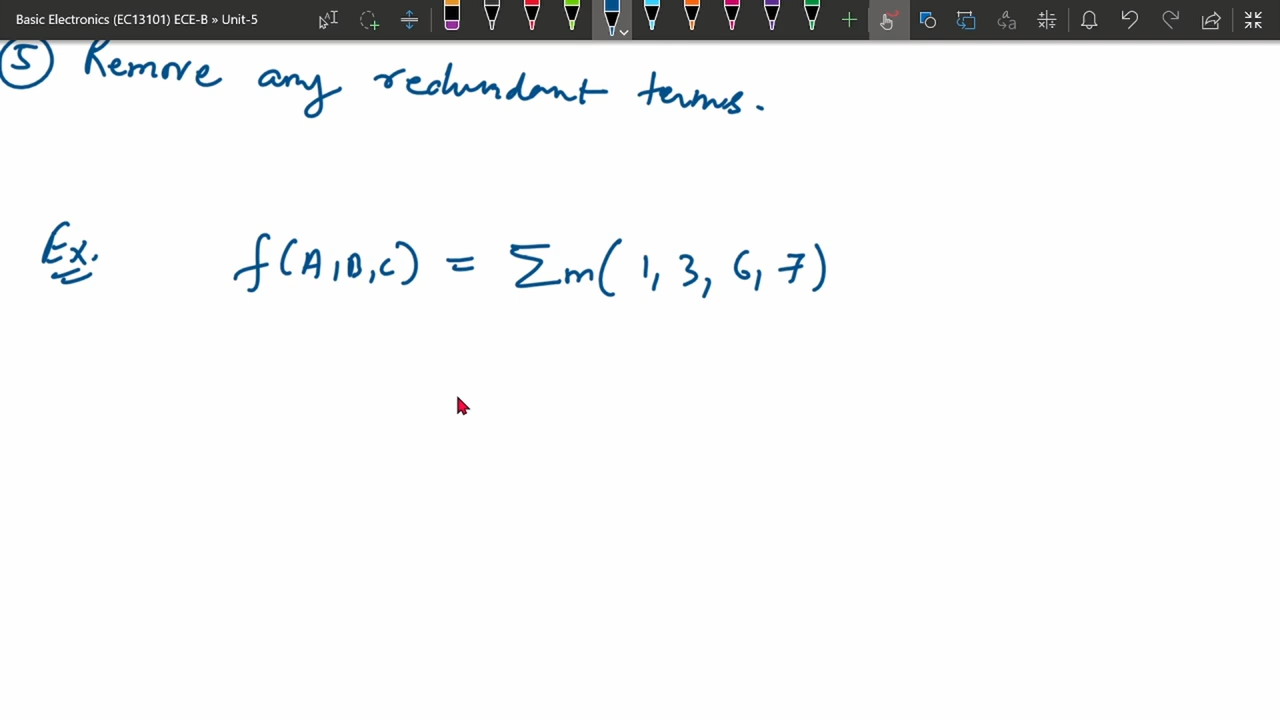 Basic Electronics (EC13101) ECE-B » Unit-5
⑤ Remove any redundant terms.
Ex. f(A,B,C) = Σm( 1, 3, 6, 7)